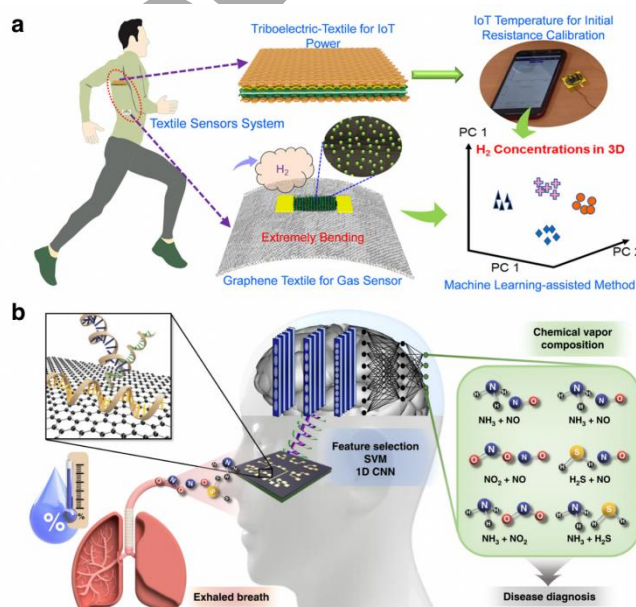 a
Triboelectric-Textile for IoT
Power
IoT Temperature for Initial
Resistance Calibration
Textile Sensors System
H₂
Extremely Bending
Graphene Textile for Gas Sensor
PC 1
H₂ Concentrations in 3D
PC 1
PC 2
Machine Learning-assisted Method
b
Chemical vapor
composition
Feature selection
SVM
1D CNN
NH₃ + NO
NH₃ + NO
NO₂ + NO
H₂S + NO
NH₃ + NO₂
NH₃ + H₂S
%
Exhaled breath
Disease diagnosis